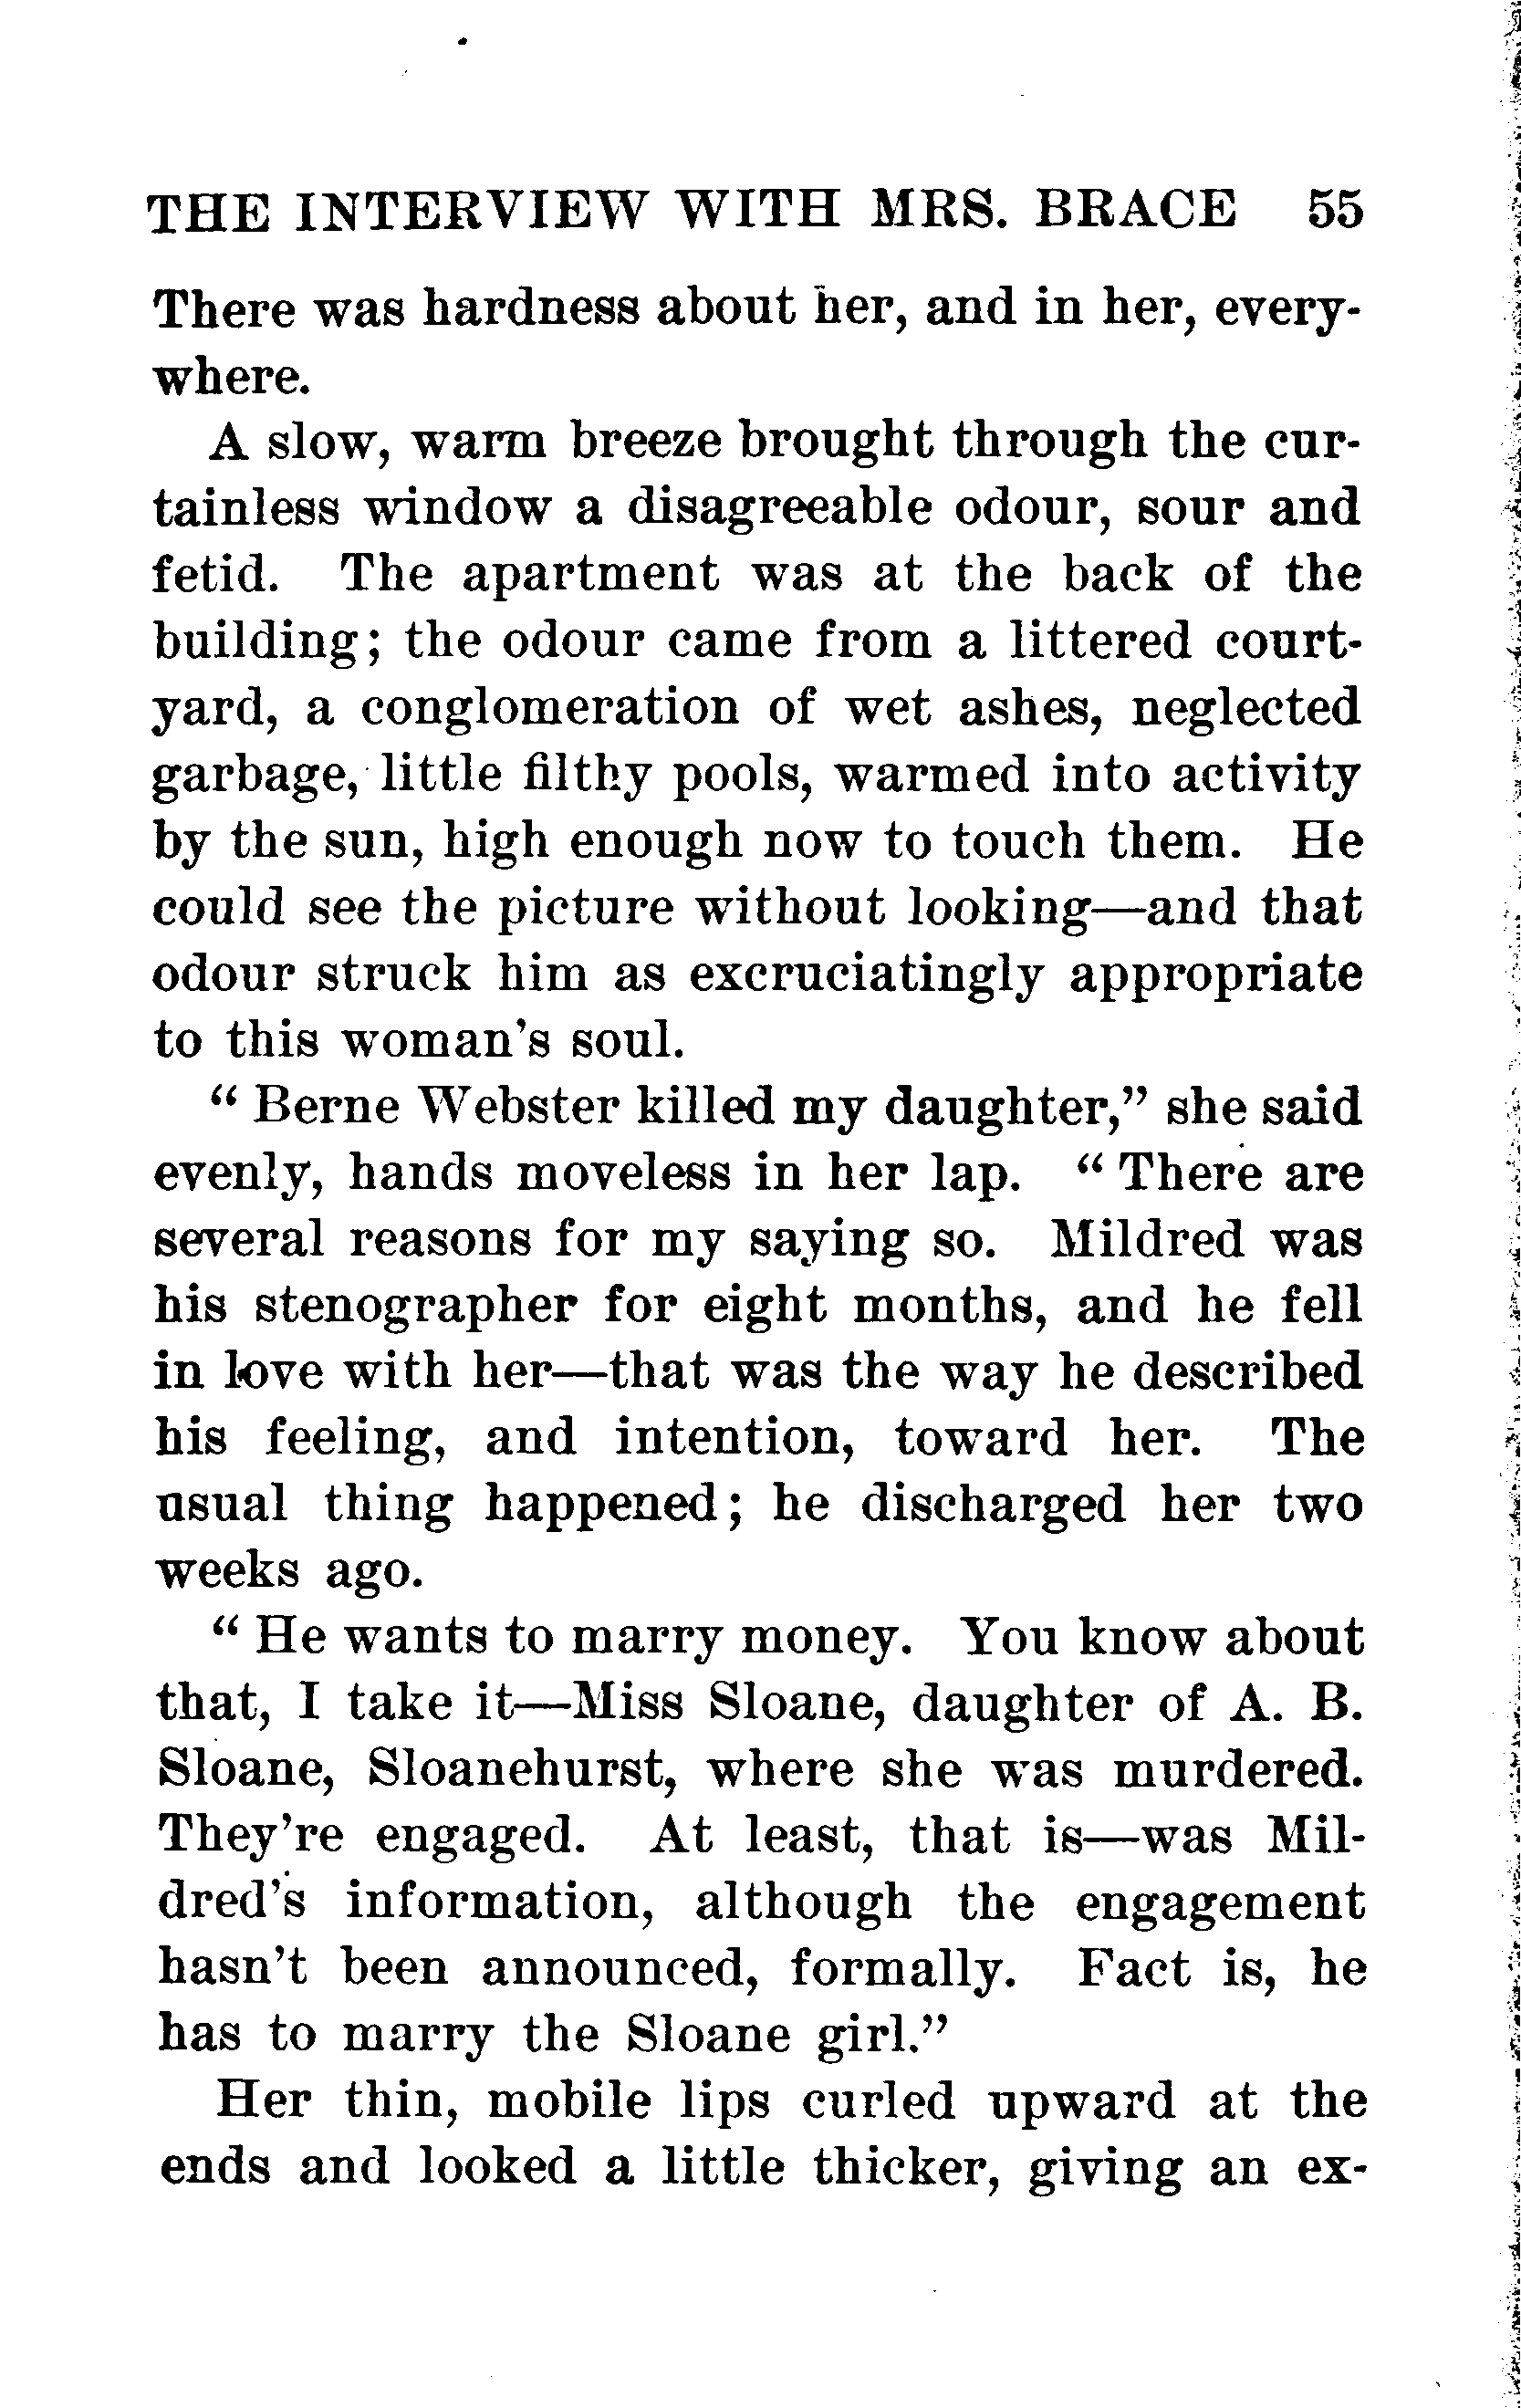 THE INTERVIEW WITH MRS. BRACE 55
There was hardness about her, and in her, every-
where.
A slow, warm breeze brought through the cur-
tainless window a disagreeable odour, sour and
fetid. The apartment was at the back of the
building; the odour came from a littered court-
yard, a conglomeration of wet ashes, neglected
garbage, little filthy pools, warmed into activity
by the sun, high enough now to touch them. He
could see the picture without looking—and that
odour struck him as excruciatingly appropriate
to this woman's soul.
“ Berne Webster killed my daughter,” she said
evenly, hands moveless in her lap. “ There are
several reasons for my saying so. Mildred was
his stenographer for eight months, and he fell
in love with her—that was the way he described
his feeling, and intention, toward her. The
usual thing happened; he discharged her two
weeks ago.
“ He wants to marry money. You know about
that, I take it—Miss Sloane, daughter of A. B.
Sloane, Sloanehurst, where she was murdered.
They're engaged. At least, that is—was Mil-
dred's information, although the engagement
hasn't been announced, formally. Fact is, he
has to marry the Sloane girl.”
Her thin, mobile lips curled upward at the
ends and looked a little thicker, giving an ex-